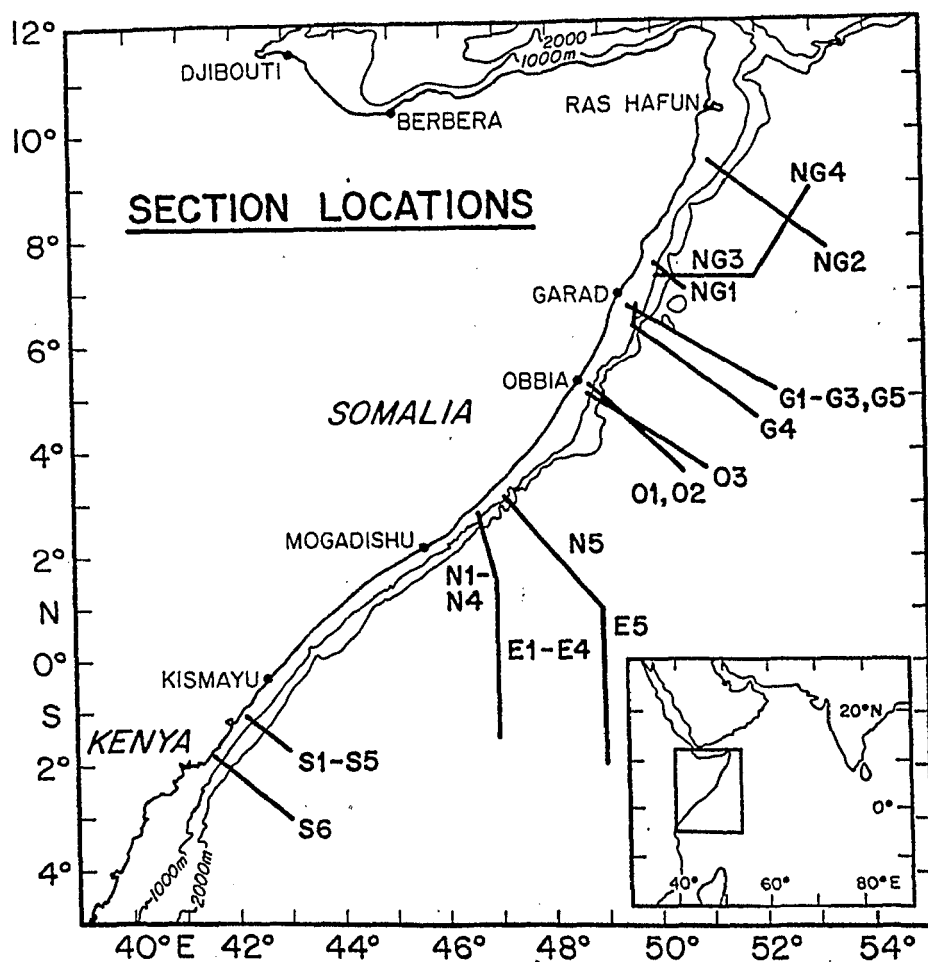 12°
2000
1000m
DJIBOUTI
BERBERA
RAS HAFUN
10°
NG4
SECTION LOCATIONS
8°
NG3
NG2
NG1
GARAD
6°
OBBIA
G1-G3,G5
SOMALIA
G4
4°
O3
O1,O2
MOGADISHU
N5
2°
N1-
N4
N
E5
E1-E4
0°
KISMAYU
20°N
S
KENYA
S1-S5
2°
0°
S6
~1000m
2000m
4°
40° 60° 80°E
40°E 42° 44° 46° 48° 50° 52° 54°